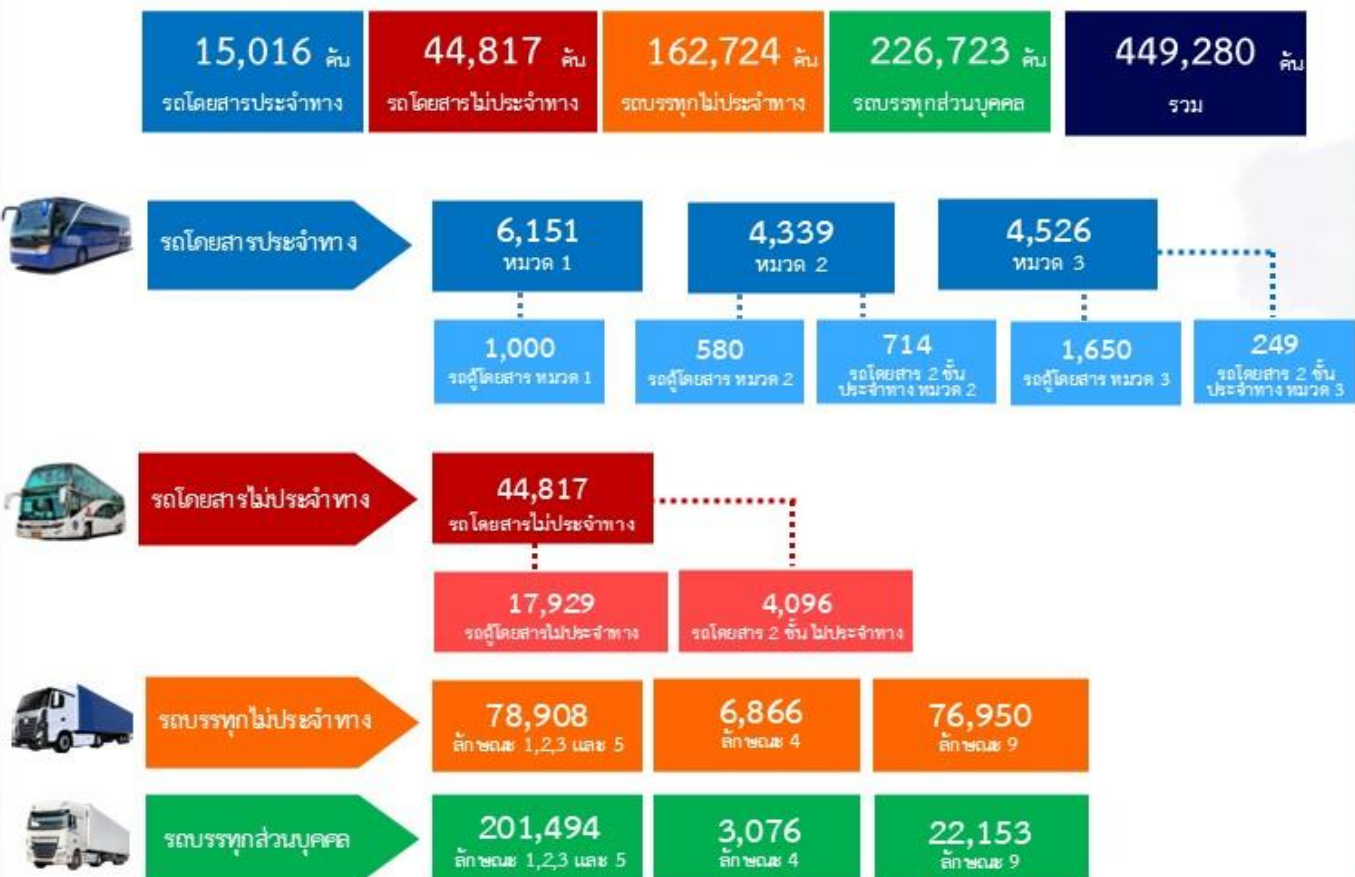 15,016 คัน
รถโดยสารประจำทาง
44,817 คัน
รถโดยสารไม่ประจำทาง
162,724 คัน
รถบรรทุกไม่ประจำทาง
226,723 คัน
รถบรรทุกส่วนบุคคล
449,280 คัน
รวม
รถโดยสารประจำทาง
6,151
หมวด 1
4,339
หมวด 2
4,526
หมวด 3
1,000
รถตู้โดยสาร หมวด 1
580
รถตู้โดยสาร หมวด 2
714
รถโดยสาร 2 ชั้น
ประจำทาง หมวด 2
1,650
รถตู้โดยสาร หมวด 3
249
รถโดยสาร 2 ชั้น
ประจำทาง หมวด 3
รถโดยสารไม่ประจำทาง
44,817
รถโดยสารไม่ประจำทาง
17,929
รถตู้โดยสารไม่ประจำทาง
4,096
รถโดยสาร 2 ชั้น ไม่ประจำทาง
รถบรรทุกไม่ประจำทาง
78,908
ลักษณะ 1,2,3 และ 5
6,866
ลักษณะ 4
76,950
ลักษณะ 9
รถบรรทุกส่วนบุคคล
201,494
ลักษณะ 1,2,3 และ 5
3,076
ลักษณะ 4
22,153
ลักษณะ 9